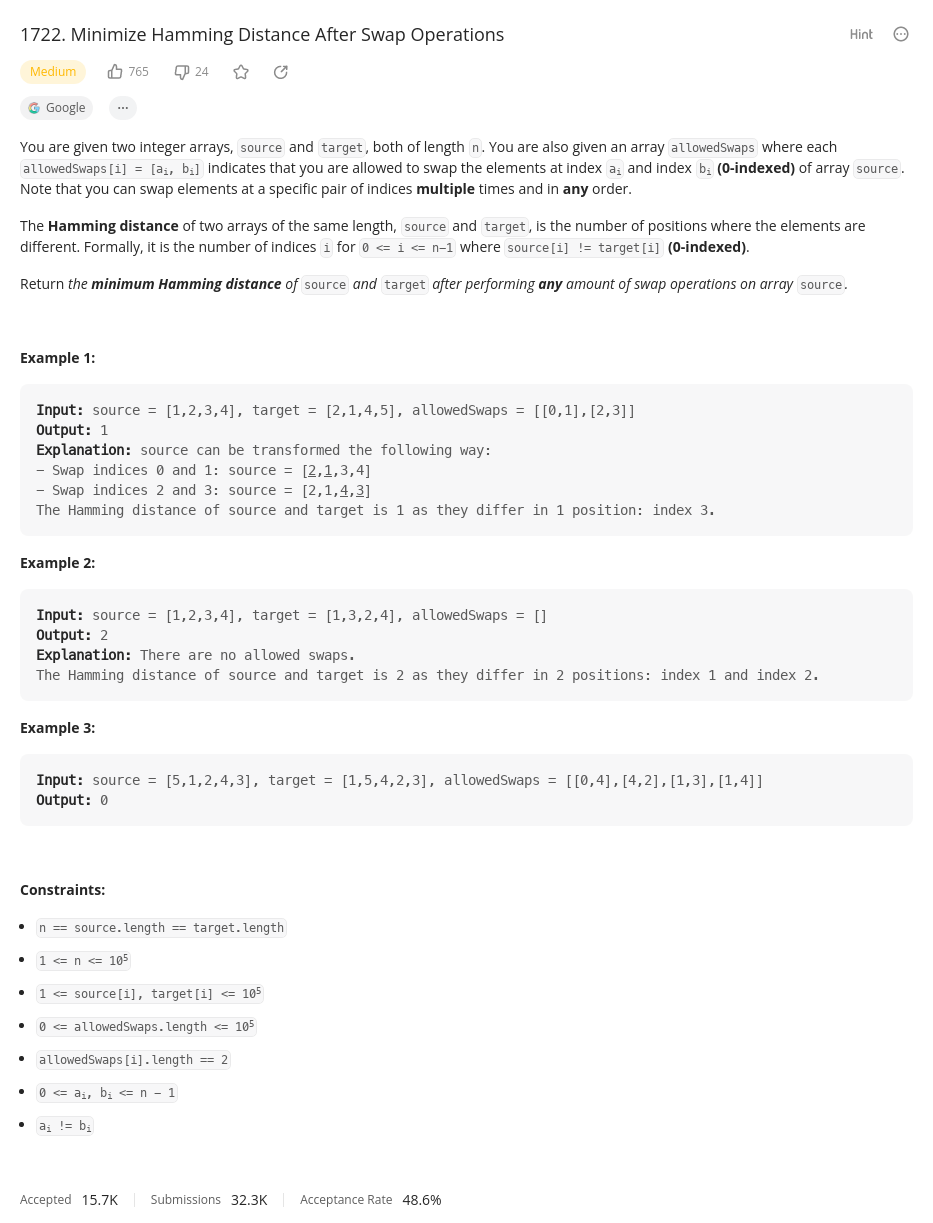 1722. Minimize Hamming Distance After Swap Operations
Hint
Medium
765
24
Google
...
You are given two integer arrays, source and target, both of length n. You are also given an array allowedSwaps where each
allowedSwaps[i] = [aᵢ, bᵢ] indicates that you are allowed to swap the elements at index aᵢ and index bᵢ (0-indexed) of array source.
Note that you can swap elements at a specific pair of indices multiple times and in any order.
The Hamming distance of two arrays of the same length, source and target, is the number of positions where the elements are
different. Formally, it is the number of indices i for 0 <= i <= n-1 where source[i] != target[i] (0-indexed).
Return the minimum Hamming distance of source and target after performing any amount of swap operations on array source.
Example 1:
Input: source = [1,2,3,4], target = [2,1,4,5], allowedSwaps = [[0,1],[2,3]]
Output: 1
Explanation: source can be transformed the following way:
- Swap indices 0 and 1: source = [2,1,3,4]
- Swap indices 2 and 3: source = [2,1,4,3]
The Hamming distance of source and target is 1 as they differ in 1 position: index 3.
Example 2:
Input: source = [1,2,3,4], target = [1,3,2,4], allowedSwaps = []
Output: 2
Explanation: There are no allowed swaps.
The Hamming distance of source and target is 2 as they differ in 2 positions: index 1 and index 2.
Example 3:
Input: source = [5,1,2,4,3], target = [1,5,4,2,3], allowedSwaps = [[0,4],[4,2],[1,3],[1,4]]
Output: 0
Constraints:
• n == source.length == target.length
• 1 <= n <= 10⁵
• 1 <= source[i], target[i] <= 10⁵
• 0 <= allowedSwaps.length <= 10⁵
• allowedSwaps[i].length == 2
• 0 <= aᵢ, bᵢ <= n - 1
• aᵢ != bᵢ
Accepted 15.7K Submissions 32.3K Acceptance Rate 48.6%